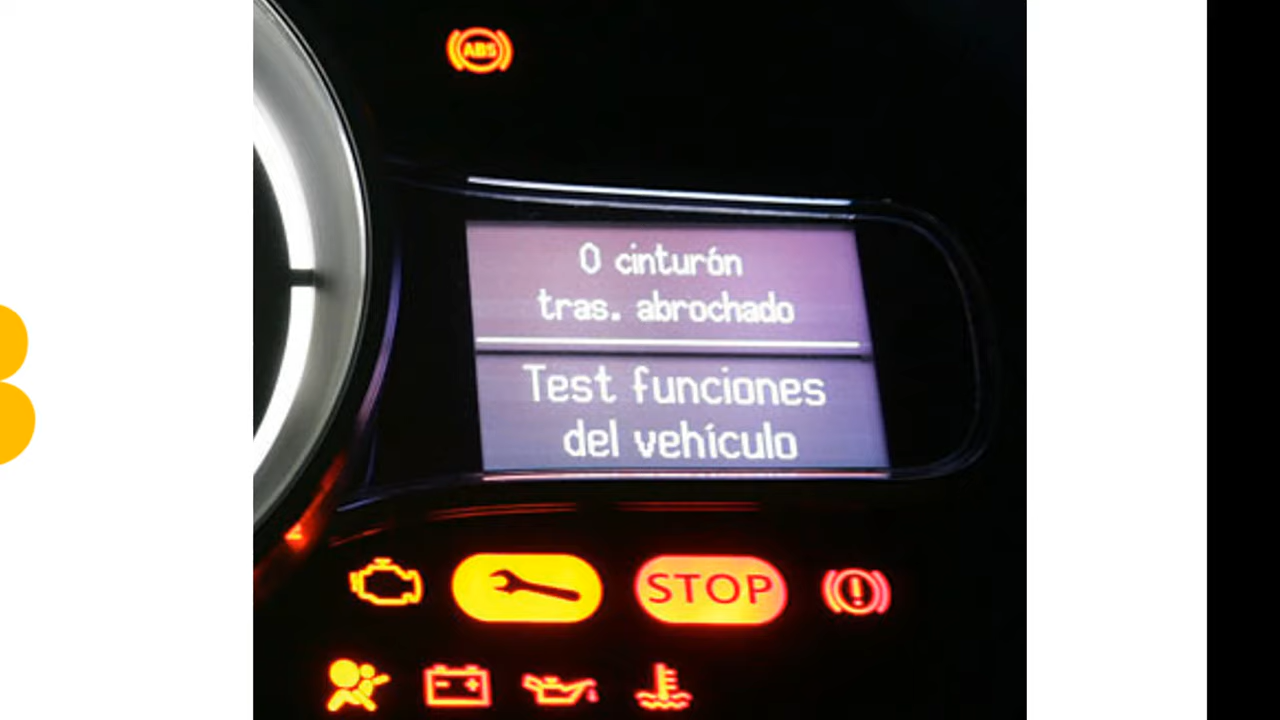 ABS
0 cinturón
tras. abrochado
Test funciones
del vehículo
STOP